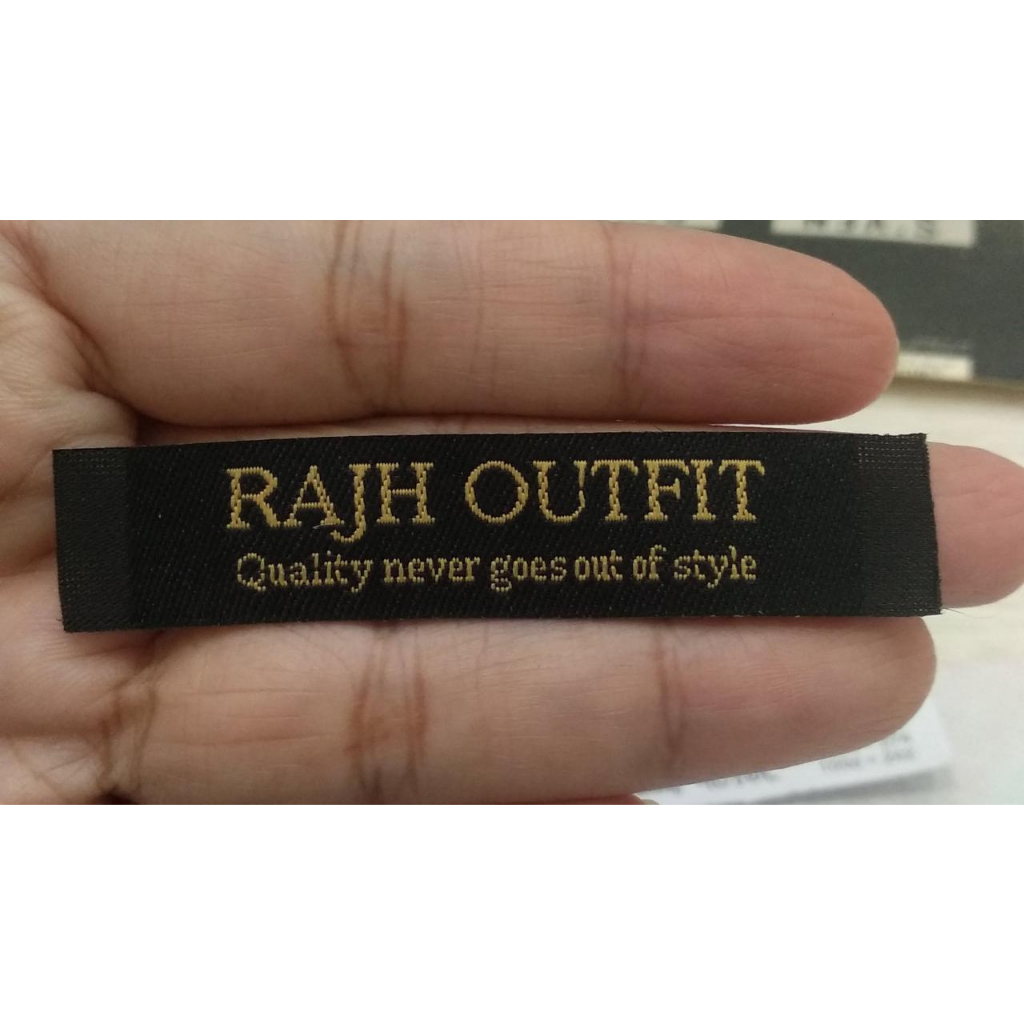 RAJH OUTFIT
Quality never goes out of style